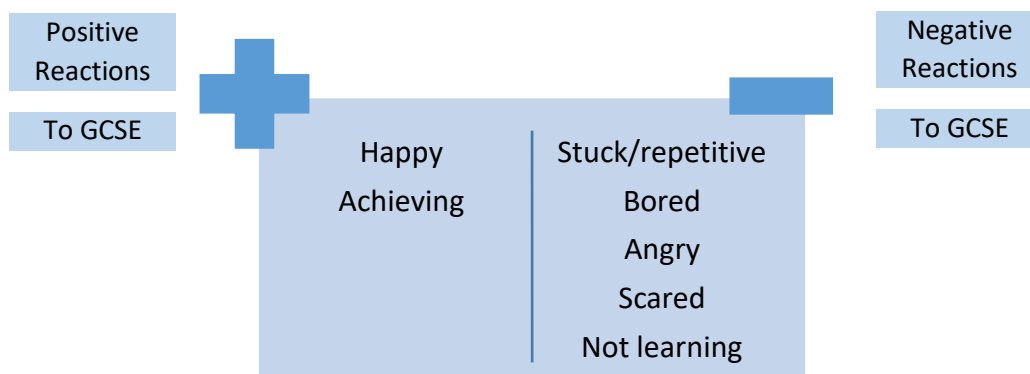 Positive
Reactions
To GCSE
Negative
Reactions
To GCSE
Happy
Achieving
Stuck/repetitive
Bored
Angry
Scared
Not learning